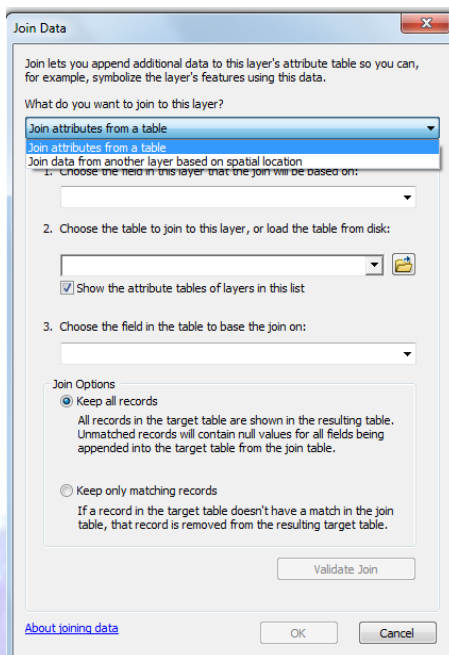 Join Data
Join lets you append additional data to this layer's attribute table so you can,
for example, symbolize the layer's features using this data.
What do you want to join to this layer?
Join attributes from a table
Join attributes from a table
Join data from another layer based on spatial location
1. Choose the field in this layer that the join will be based on:
2. Choose the table to join to this layer, or load the table from disk:
Show the attribute tables of layers in this list
3. Choose the field in the table to base the join on:
Join Options
Keep all records
All records in the target table are shown in the resulting table.
Unmatched records will contain null values for all fields being
appended into the target table from the join table.
Keep only matching records
If a record in the target table doesn't have a match in the join
table, that record is removed from the resulting target table.
Validate Join
About joining data
OK
Cancel